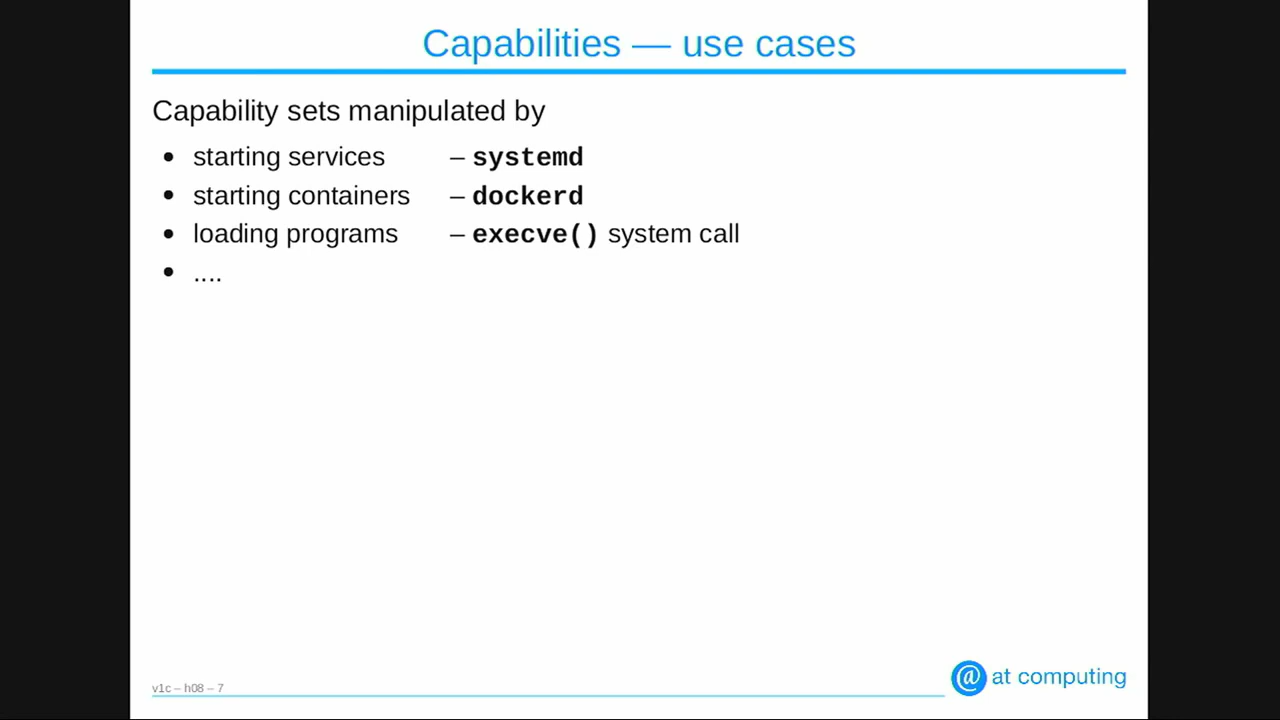 Capabilities — use cases
Capability sets manipulated by
• starting services – systemd
• starting containers – dockerd
• loading programs – execve() system call
• ....
v1c – h08 – 7
@ at computing